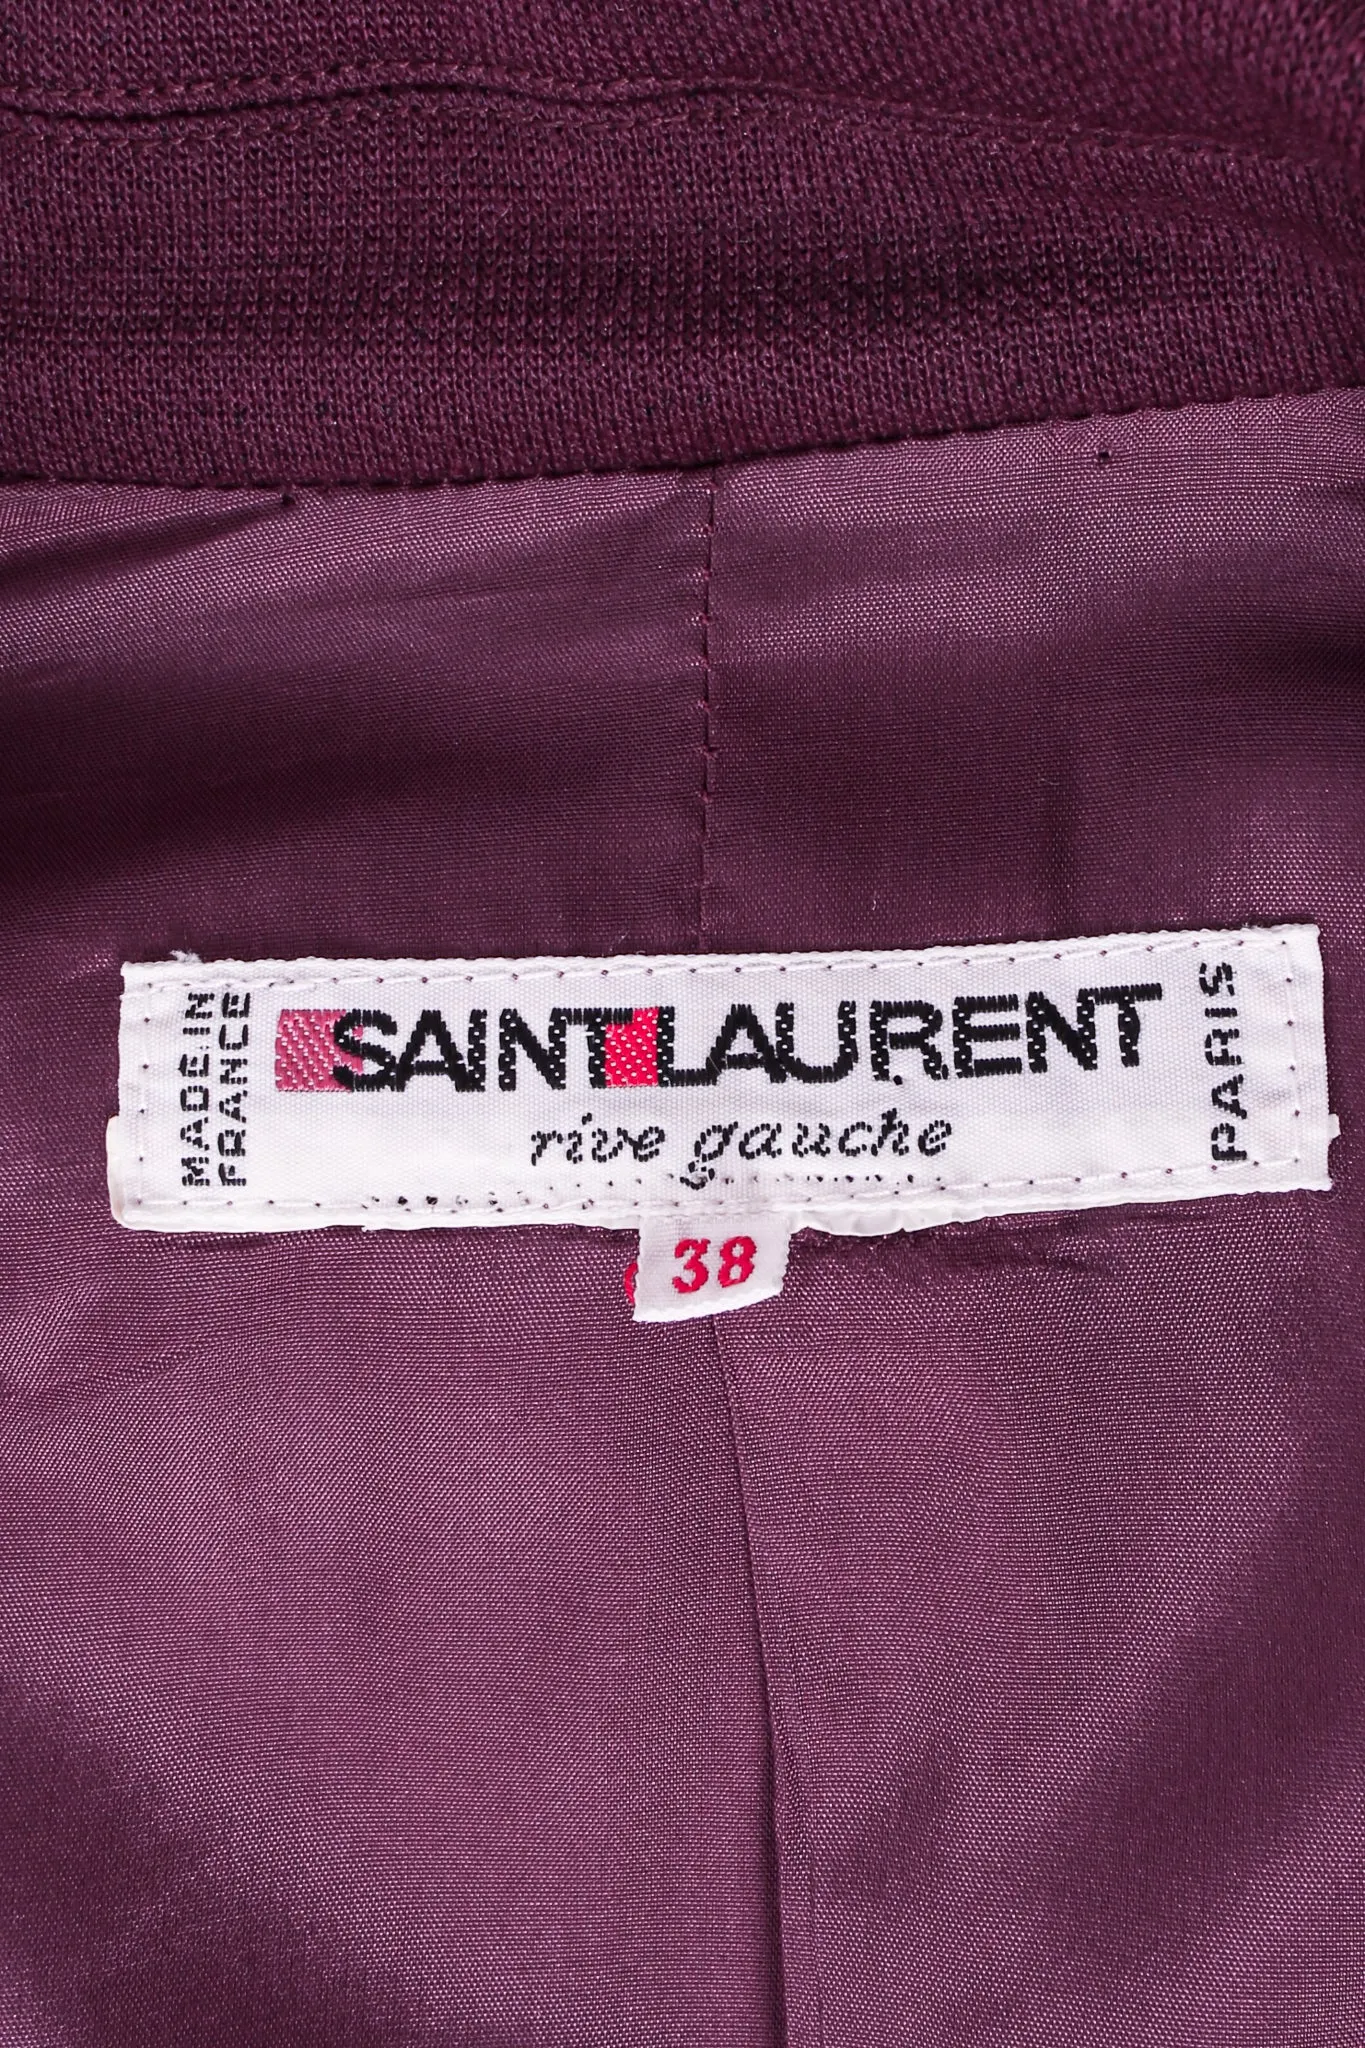 MADE IN
FRANCE
SAINT LAURENT
rive gauche
PARIS
38